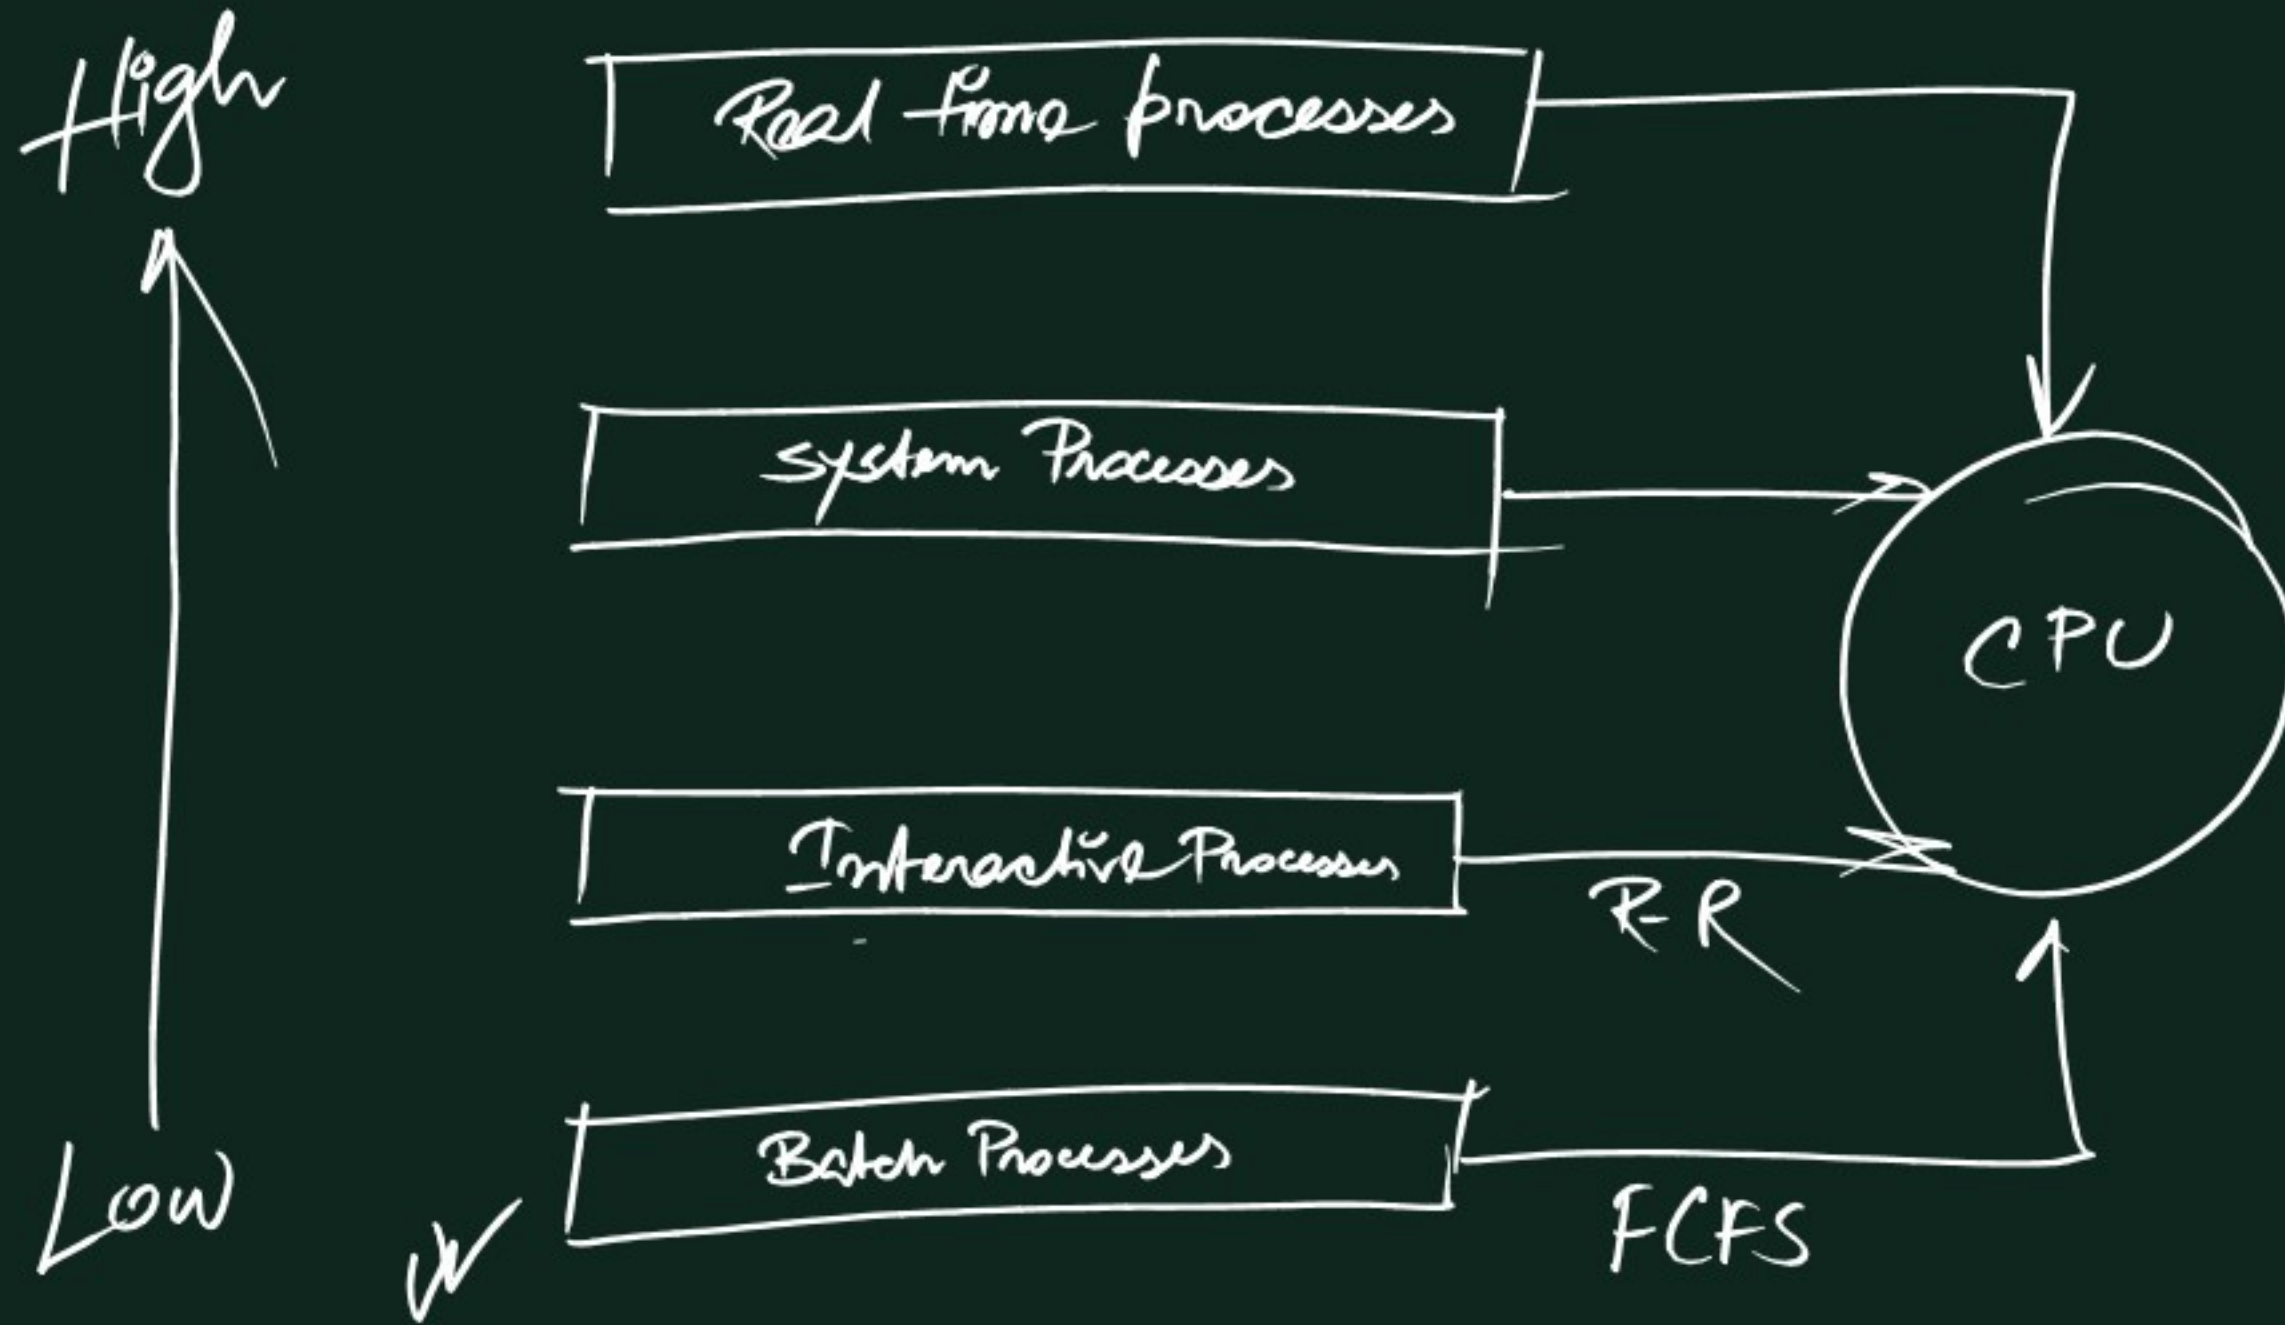 High
Real time processes
System Processes
CPU
Interactive Processes
R-R
Batch Processes
Low
FCFS